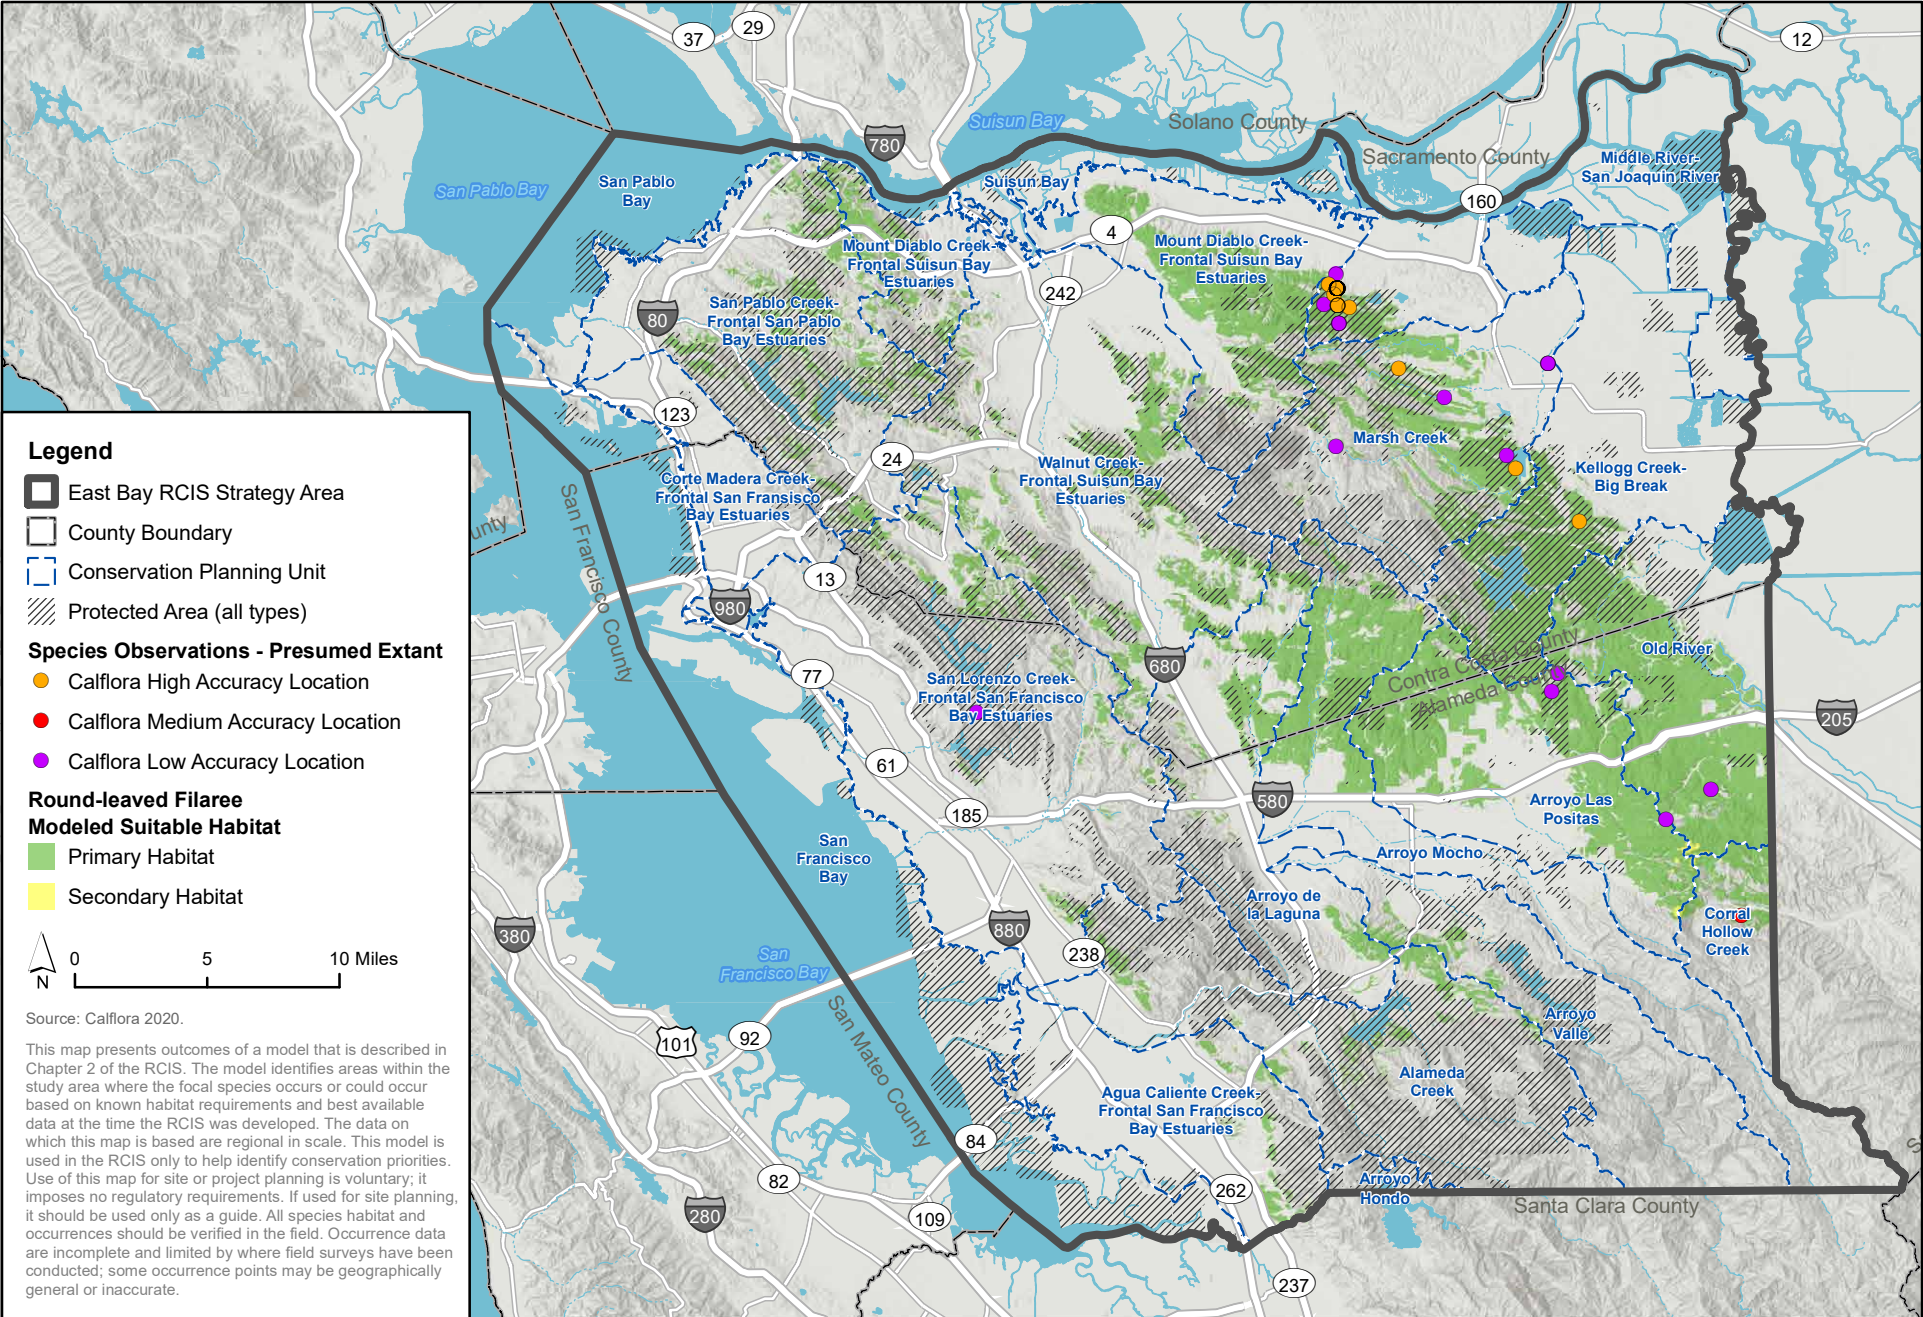 37
29
12
780
Suisun Bay
Solano County
Sacramento County
Middle River-
San Joaquin River
San Pablo Bay
San Pablo
Bay
Suisun Bay
160
4
Mount Diablo Creek-
Frontal Suisun Bay
Estuaries
Mount Diablo Creek-
Frontal Suisun Bay
Estuaries
242
San Pablo Creek-
Frontal San Pablo
Bay Estuaries
80
123
24
Marsh Creek
Walnut Creek-
Frontal Suisun Bay
Estuaries
Kellogg Creek-
Big Break
Corte Madera Creek-
Frontal San Fransisco
Bay Estuaries
San Francisco County
unty
13
980
77
680
Contra Costa County
Alameda County
Old River
San Lorenzo Creek-
Frontal San Francisco
Bay Estuaries
205
61
580
185
Arroyo Las
Positas
San
Francisco
Bay
Arroyo Mocho
Arroyo de
la Laguna
Corral
Hollow
Creek
380
880
238
San
Francisco Bay
San Mateo County
Arroyo
Valle
101
92
Alameda
Creek
Agua Caliente Creek-
Frontal San Francisco
Bay Estuaries
84
82
280
109
262
Arroyo
Hondo
Santa Clara County
S
237
Legend
East Bay RCIS Strategy Area
County Boundary
Conservation Planning Unit
Protected Area (all types)
Species Observations - Presumed Extant
Calflora High Accuracy Location
Calflora Medium Accuracy Location
Calflora Low Accuracy Location
Round-leaved Filaree
Modeled Suitable Habitat
Primary Habitat
Secondary Habitat
N
0 5 10 Miles
Source: Calflora 2020.
This map presents outcomes of a model that is described in
Chapter 2 of the RCIS. The model identifies areas within the
study area where the focal species occurs or could occur
based on known habitat requirements and best available
data at the time the RCIS was developed. The data on
which this map is based are regional in scale. This model is
used in the RCIS only to help identify conservation priorities.
Use of this map for site or project planning is voluntary; it
imposes no regulatory requirements. If used for site planning,
it should be used only as a guide. All species habitat and
occurrences should be verified in the field. Occurrence data
are incomplete and limited by where field surveys have been
conducted; some occurrence points may be geographically
general or inaccurate.